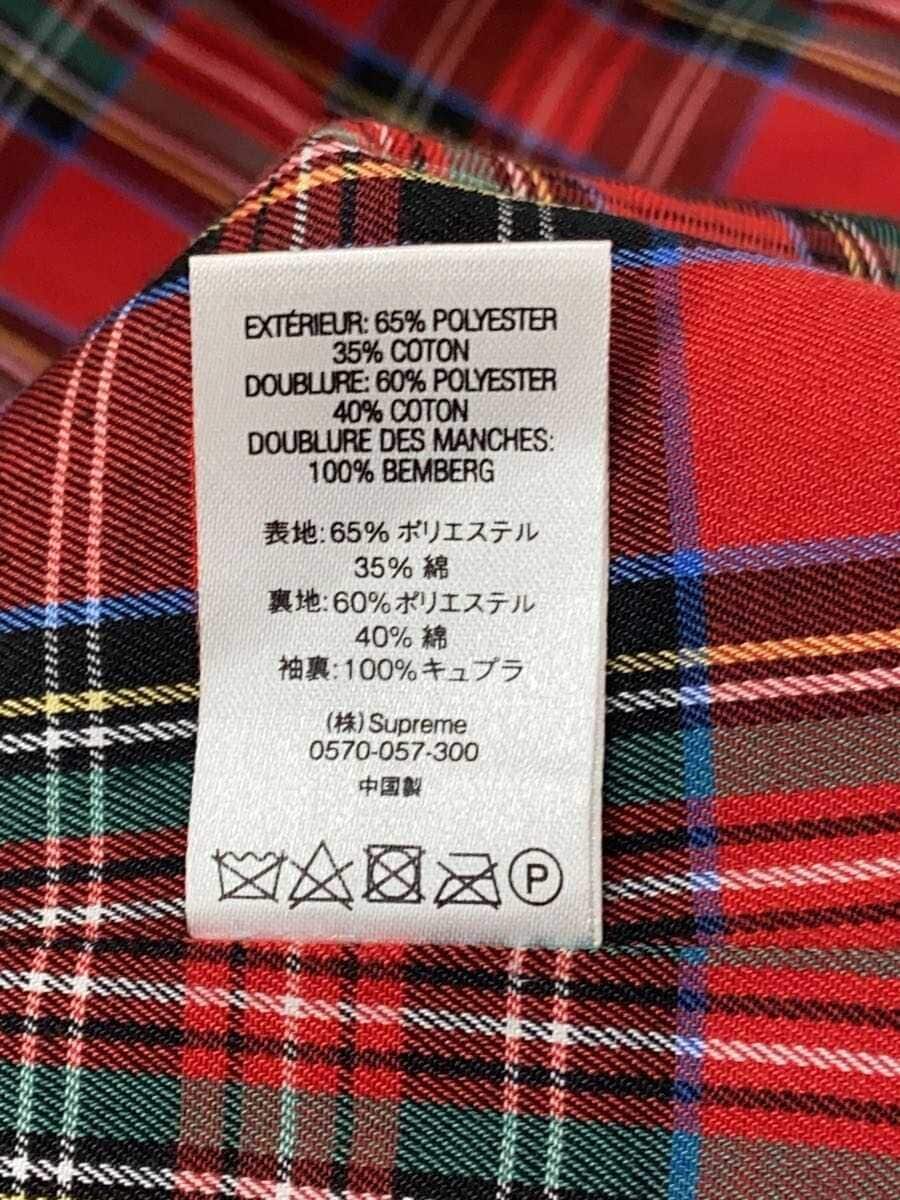 EXTÉRIEUR: 65% POLYESTER
35% COTON
DOUBLURE: 60% POLYESTER
40% COTON
DOUBLURE DES MANCHES:
100% BEMBERG
表地:65% ポリエステル
35% 綿
裏地:60%ポリエステル
40% 綿
袖裏:100%キュプラ
(株)Supreme
0570-057-300
中国製
P